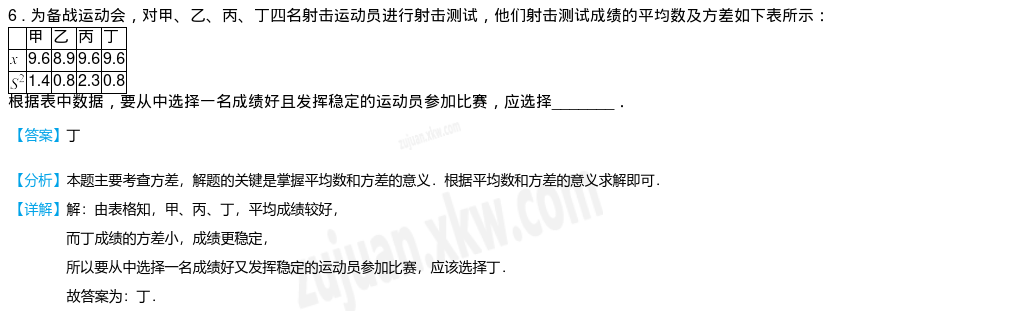 6．为备战运动会，对甲、乙、丙、丁四名射击运动员进行射击测试，他们射击测试成绩的平均数及方差如下表所示：
甲 乙 丙 丁
x 9.6 8.9 9.6 9.6
S² 1.4 0.8 2.3 0.8
根据表中数据，要从中选择一名成绩好且发挥稳定的运动员参加比赛，应选择________．
【答案】丁
【分析】本题主要考查方差，解题的关键是掌握平均数和方差的意义．根据平均数和方差的意义求解即可．
【详解】解：由表格知，甲、丙、丁，平均成绩较好，
而丁成绩的方差小，成绩更稳定，
所以要从中选择一名成绩好又发挥稳定的运动员参加比赛，应该选择丁．
故答案为：丁．
zujuan.xkw.com
zujuan.xkw.com